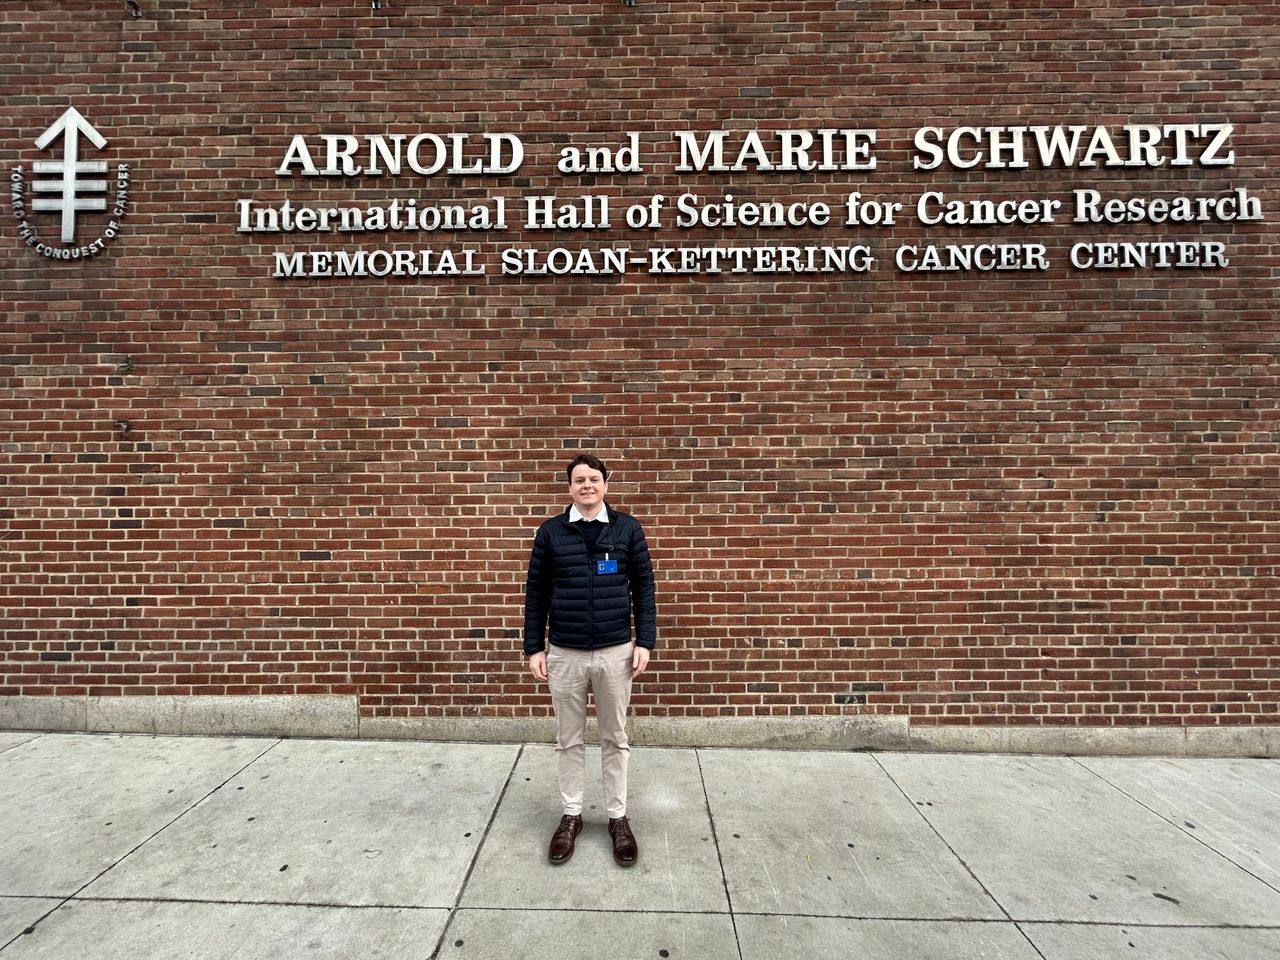 TOWARD THE CONQUEST OF CANCER
ARNOLD and MARIE SCHWARTZ
International Hall of Science for Cancer Research
MEMORIAL SLOAN-KETTERING CANCER CENTER